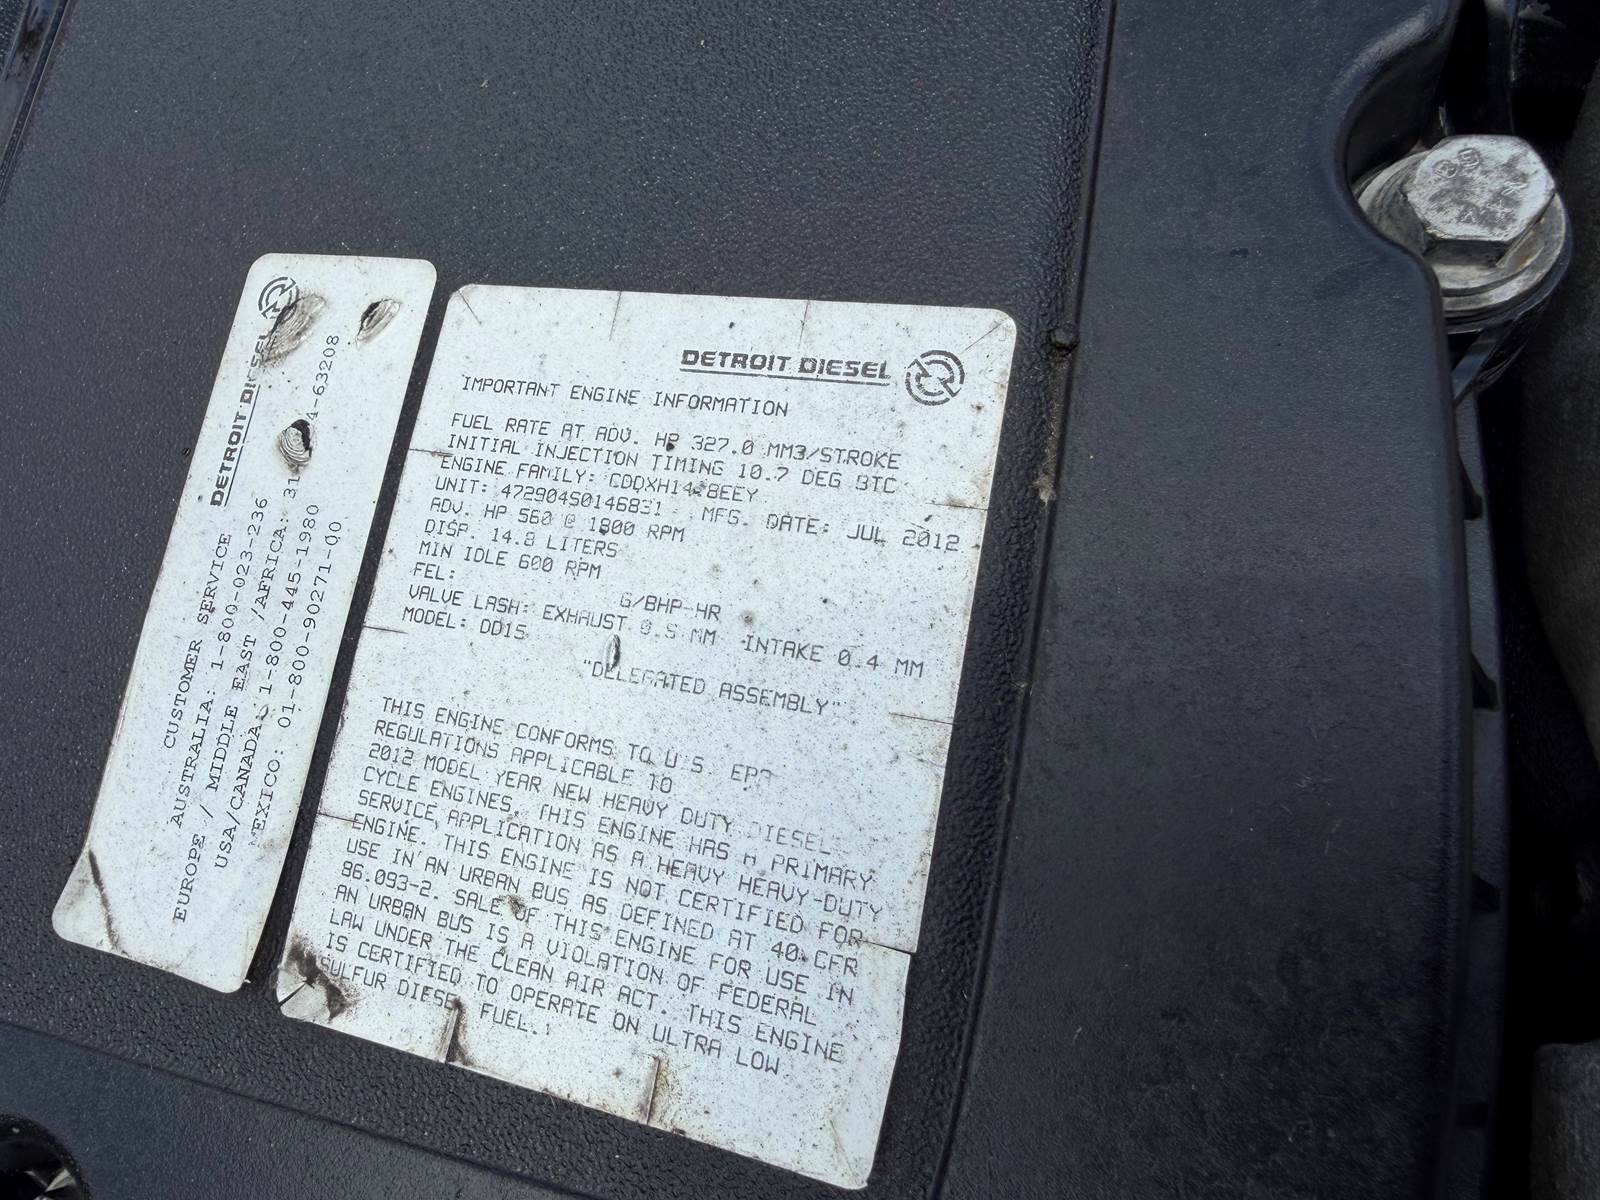 DETROIT DIESEL
CUSTOMER SERVICE
AUSTRALIA: 1-800-023-236
EUROPE / MIDDLE EAST /AFRICA: 63208
USA/CANADA: 1-800-445-1980
MEXICO: 01-800-90271-00
DETROIT DIESEL
IMPORTANT ENGINE INFORMATION
FUEL RATE AT ADV. HP 327.0 MM3/STROKE
INITIAL INJECTION TIMING 10.7 DEG BTC
ENGINE FAMILY: CDDXH14.8EEY
UNIT: 472904S0146831 MFG. DATE: JUL 2012
ADV. HP 560 @ 1800 RPM
DISP. 14.8 LITERS
MIN IDLE 600 RPM
FEL: G/BHP-HR
VALVE LASH: EXHAUST 0.5 MM INTAKE 0.4 MM
MODEL: DD15
"DELEGATED ASSEMBLY"
THIS ENGINE CONFORMS TO U.S. EPA
REGULATIONS APPLICABLE TO
2012 MODEL YEAR NEW HEAVY DUTY DIESEL
CYCLE ENGINES. THIS ENGINE HAS A PRIMARY
SERVICE APPLICATION AS A HEAVY HEAVY-DUTY
ENGINE. THIS ENGINE IS NOT CERTIFIED FOR
USE IN AN URBAN BUS AS DEFINED AT 40 CFR
86.093-2. SALE OF THIS ENGINE FOR USE IN
AN URBAN BUS IS A VIOLATION OF FEDERAL
LAW UNDER THE CLEAN AIR ACT. THIS ENGINE
IS CERTIFIED TO OPERATE ON ULTRA LOW
SULFUR DIESEL FUEL.